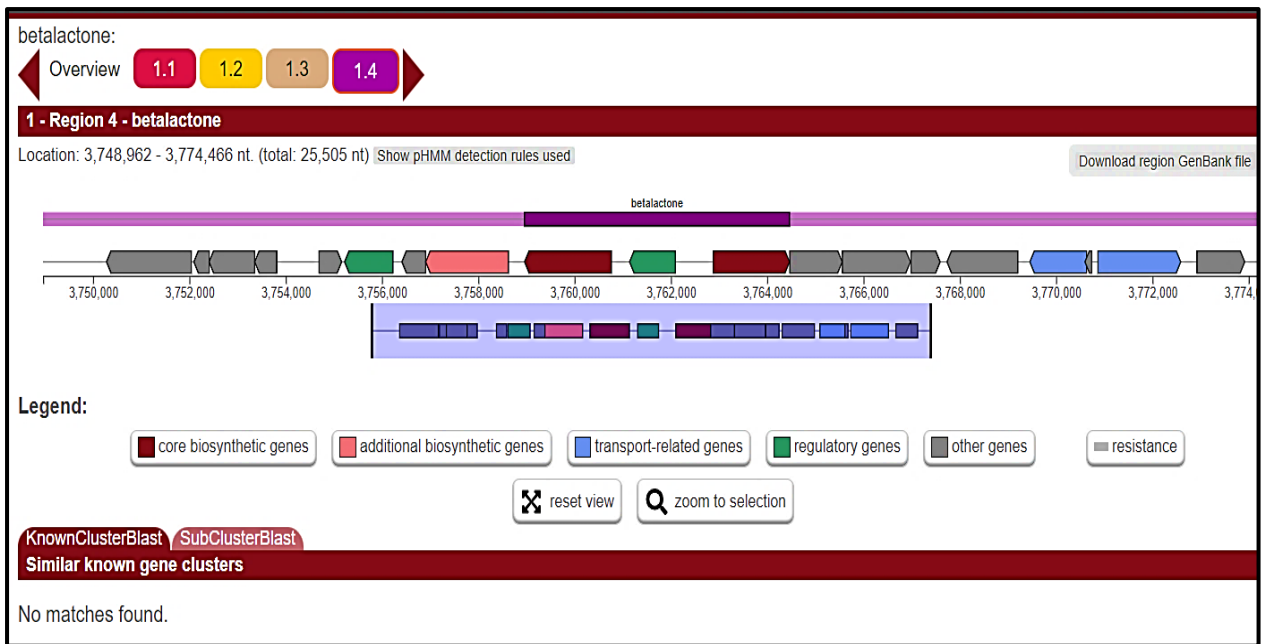 betalactone:
Overview 1.1 1.2 1.3 1.4
1 - Region 4 - betalactone
Location: 3,748,962 - 3,774,466 nt. (total: 25,505 nt) Show pHMM detection rules used
Download region GenBank file
betalactone
3,750,000 3,752,000 3,754,000 3,756,000 3,758,000 3,760,000 3,762,000 3,764,000 3,766,000 3,768,000 3,770,000 3,772,000 3,774,
Legend:
core biosynthetic genes additional biosynthetic genes transport-related genes regulatory genes other genes resistance
reset view zoom to selection
KnownClusterBlast SubClusterBlast
Similar known gene clusters
No matches found.